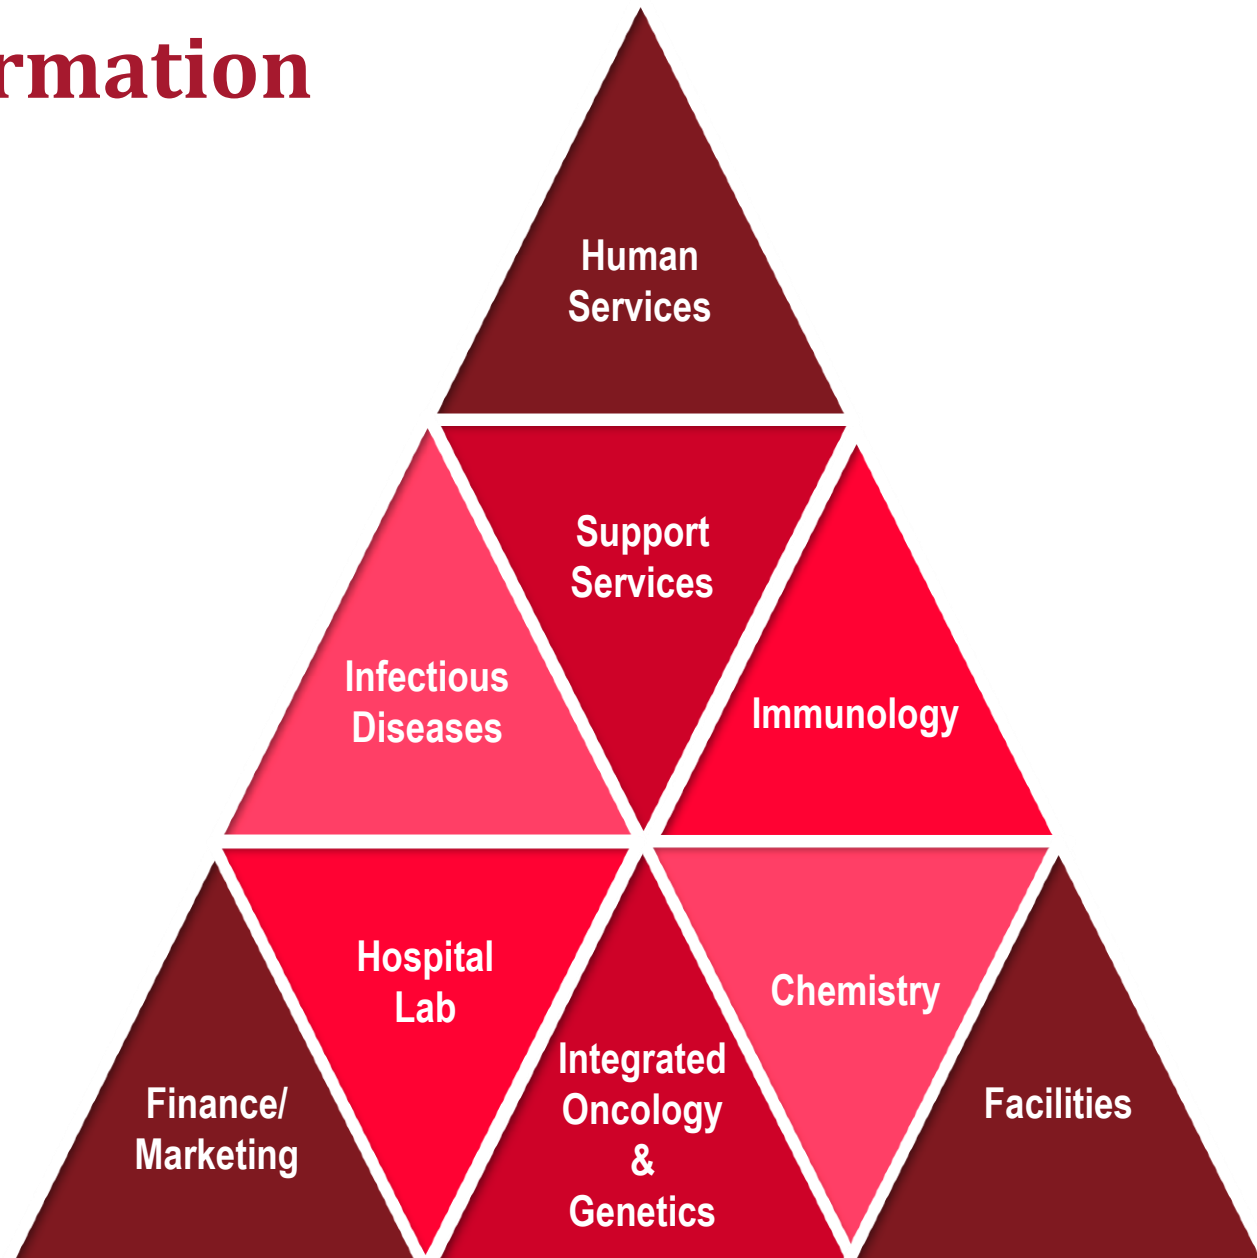 rmation
Human
Services
Support
Services
Infectious
Diseases
Immunology
Hospital
Lab
Chemistry
Integrated
Oncology
&
Genetics
Finance/
Marketing
Facilities